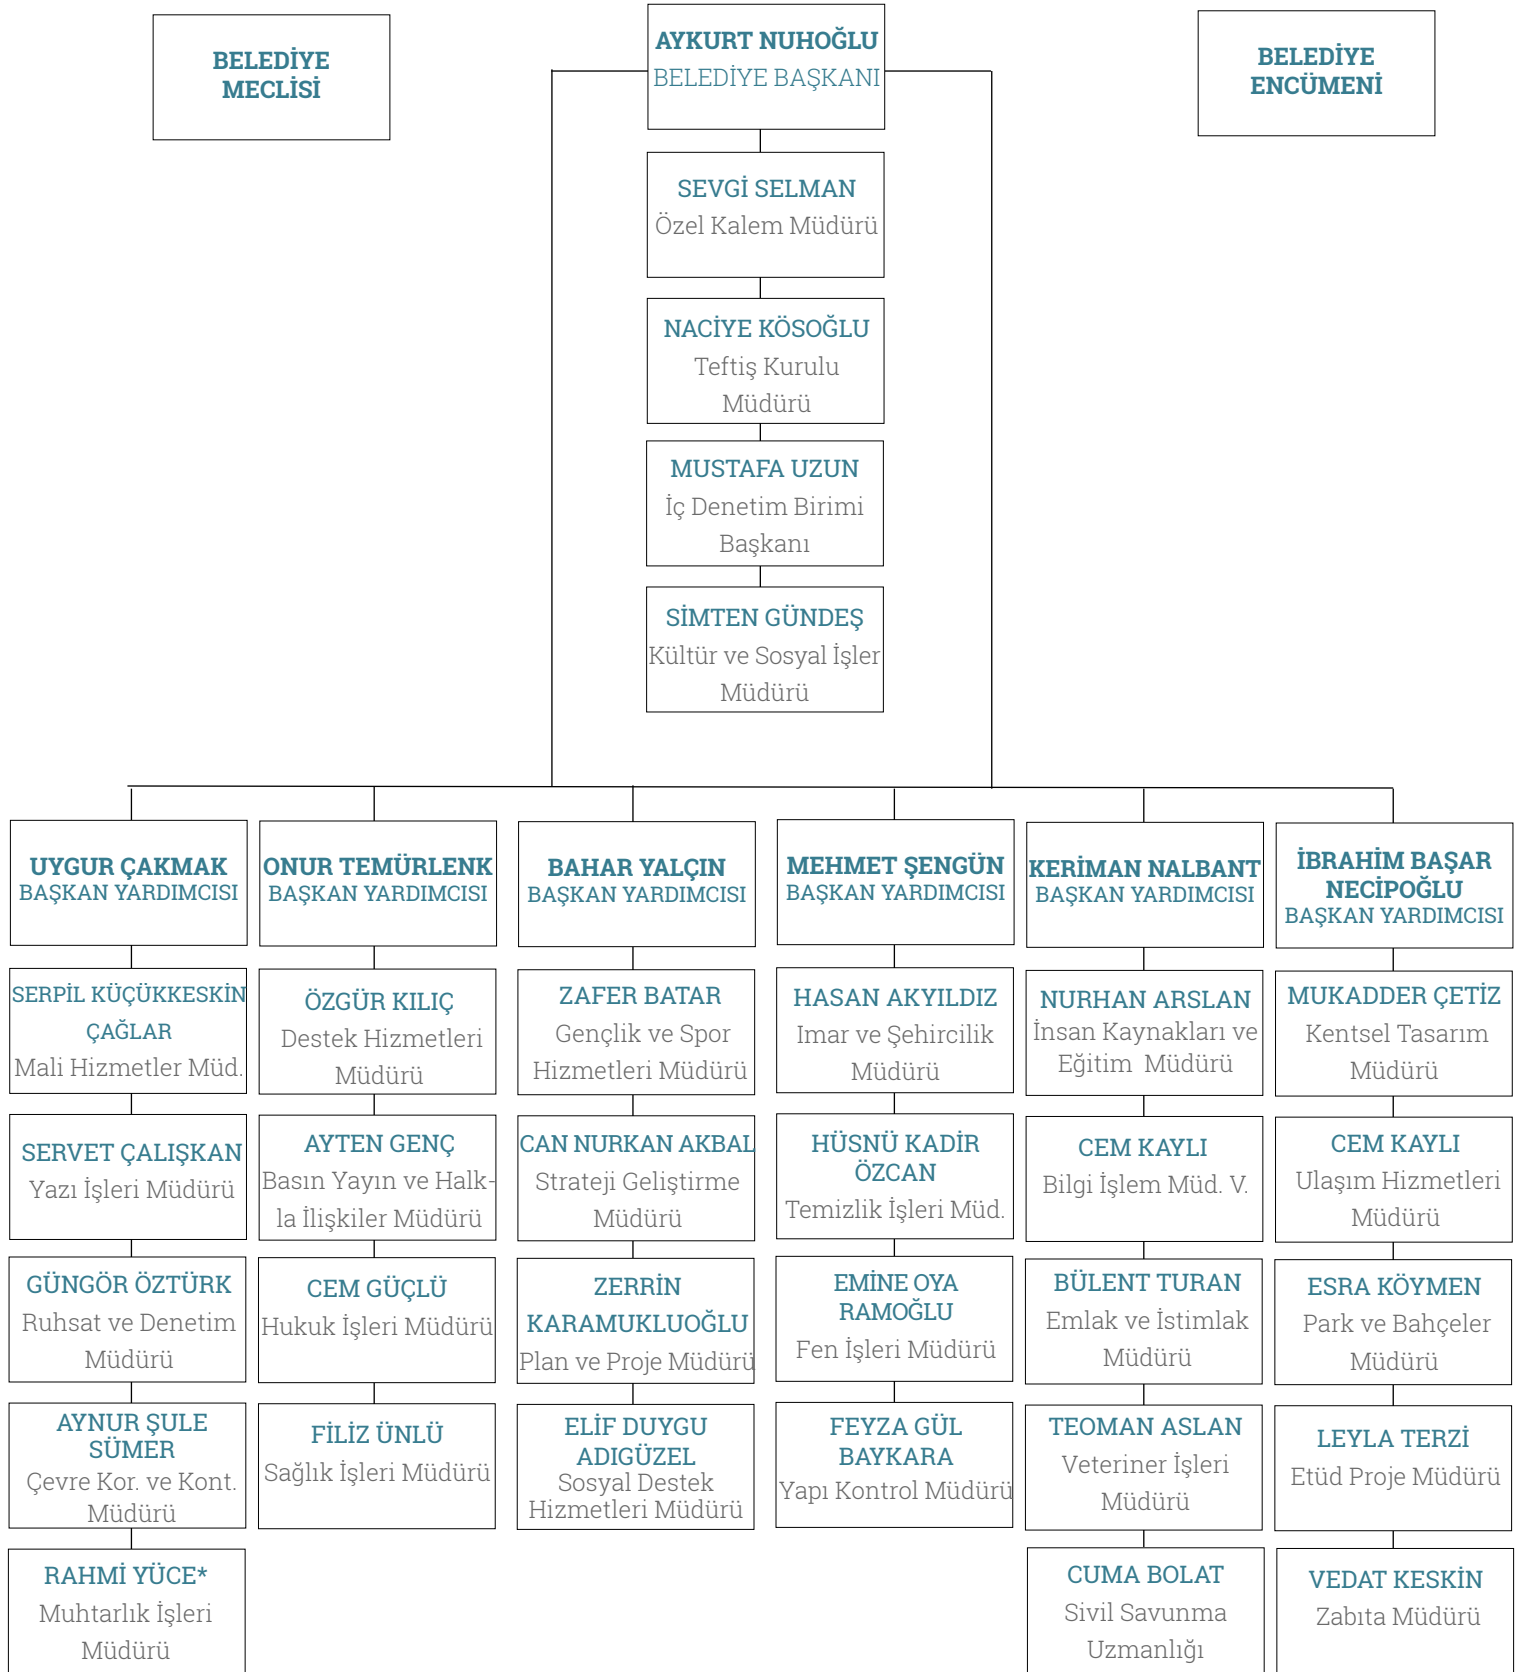 BELEDİYE
MECLİSİ
AYKURT NUHOĞLU
BELEDİYE BAŞKANI
BELEDİYE
ENCÜMENİ
SEVGİ SELMAN
Özel Kalem Müdürü
NACİYE KÖSOĞLU
Teftiş Kurulu
Müdürü
MUSTAFA UZUN
İç Denetim Birimi
Başkanı
SİMTEN GÜNDEŞ
Kültür ve Sosyal İşler
Müdürü
UYGUR ÇAKMAK
BAŞKAN YARDIMCISI
SERPİL KÜÇÜKKESKİN
ÇAĞLAR
Mali Hizmetler Müd.
SERVET ÇALIŞKAN
Yazı İşleri Müdürü
GÜNGÖR ÖZTÜRK
Ruhsat ve Denetim
Müdürü
AYNUR ŞULE
SÜMER
Çevre Kor. ve Kont.
Müdürü
RAHMİ YÜCE*
Muhtarlık İşleri
Müdürü
ONUR TEMÜRLENK
BAŞKAN YARDIMCISI
ÖZGÜR KILIÇ
Destek Hizmetleri
Müdürü
AYTEN GENÇ
Basın Yayın ve Halk-
la İlişkiler Müdürü
CEM GÜÇLÜ
Hukuk İşleri Müdürü
FİLİZ ÜNLÜ
Sağlık İşleri Müdürü
BAHAR YALÇIN
BAŞKAN YARDIMCISI
ZAFER BATAR
Gençlik ve Spor
Hizmetleri Müdürü
CAN NURKAN AKBAL
Strateji Geliştirme
Müdürü
ZERRİN
KARAMUKLUOĞLU
Plan ve Proje Müdürü
ELİF DUYGU
ADIGÜZEL
Sosyal Destek
Hizmetleri Müdürü
MEHMET ŞENGÜN
BAŞKAN YARDIMCISI
HASAN AKYILDIZ
Imar ve Şehircilik
Müdürü
HÜSNÜ KADİR
ÖZCAN
Temizlik İşleri Müd.
EMİNE OYA
RAMOĞLU
Fen İşleri Müdürü
FEYZA GÜL
BAYKARA
Yapı Kontrol Müdürü
KERİMAN NALBANT
BAŞKAN YARDIMCISI
NURHAN ARSLAN
İnsan Kaynakları ve
Eğitim Müdürü
CEM KAYLI
Bilgi İşlem Müd. V.
BÜLENT TURAN
Emlak ve İstimlak
Müdürü
TEOMAN ASLAN
Veteriner İşleri
Müdürü
CUMA BOLAT
Sivil Savunma
Uzmanlığı
İBRAHİM BAŞAR
NECİPOĞLU
BAŞKAN YARDIMCISI
MUKADDER ÇETİZ
Kentsel Tasarım
Müdürü
CEM KAYLI
Ulaşım Hizmetleri
Müdürü
ESRA KÖYMEN
Park ve Bahçeler
Müdürü
LEYLA TERZİ
Etüd Proje Müdürü
VEDAT KESKİN
Zabıta Müdürü